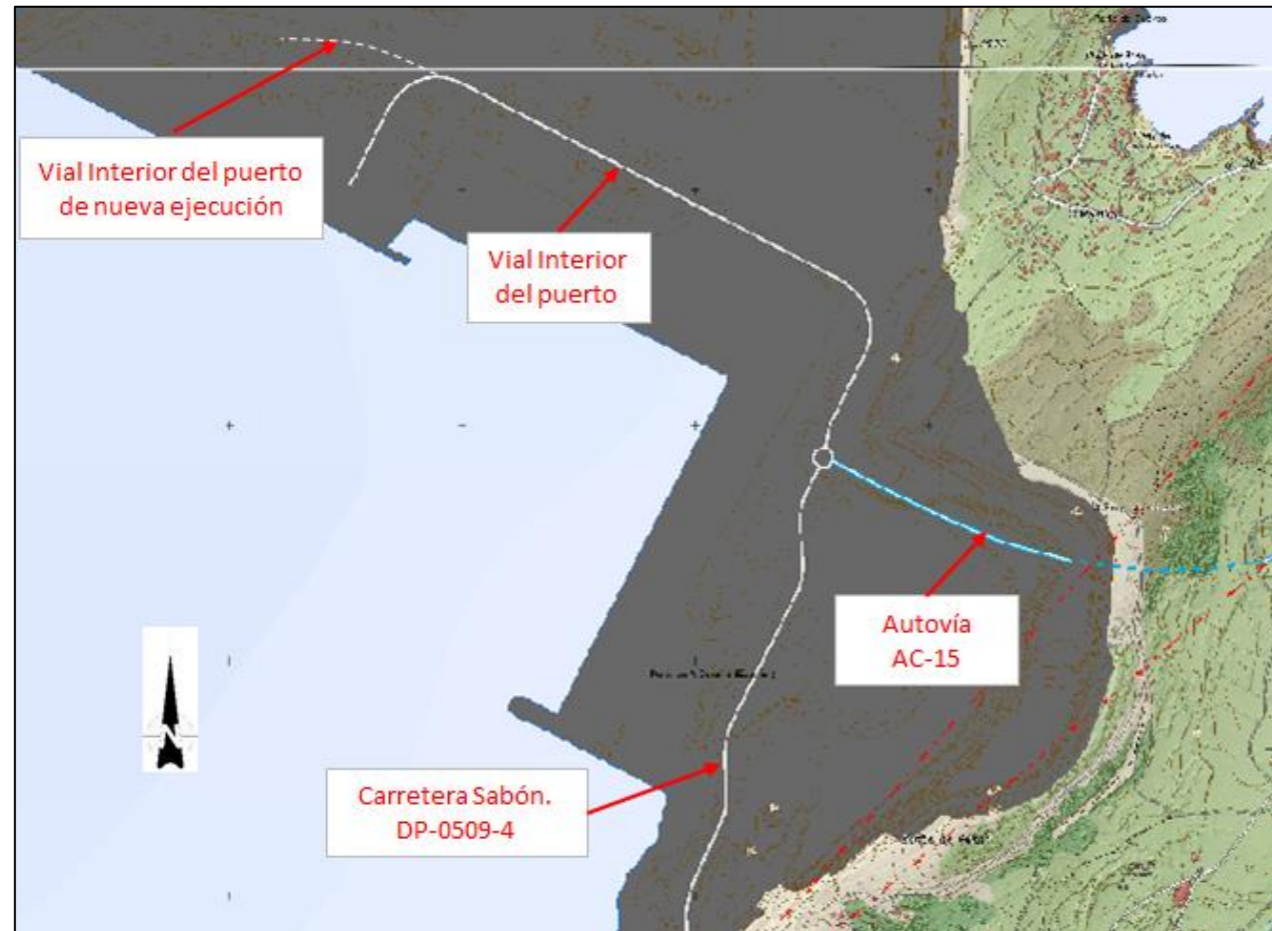 Vial Interior del puerto
de nueva ejecución
Vial Interior
del puerto
Autovía
AC-15
N
Carretera Sabón.
DP-0509-4